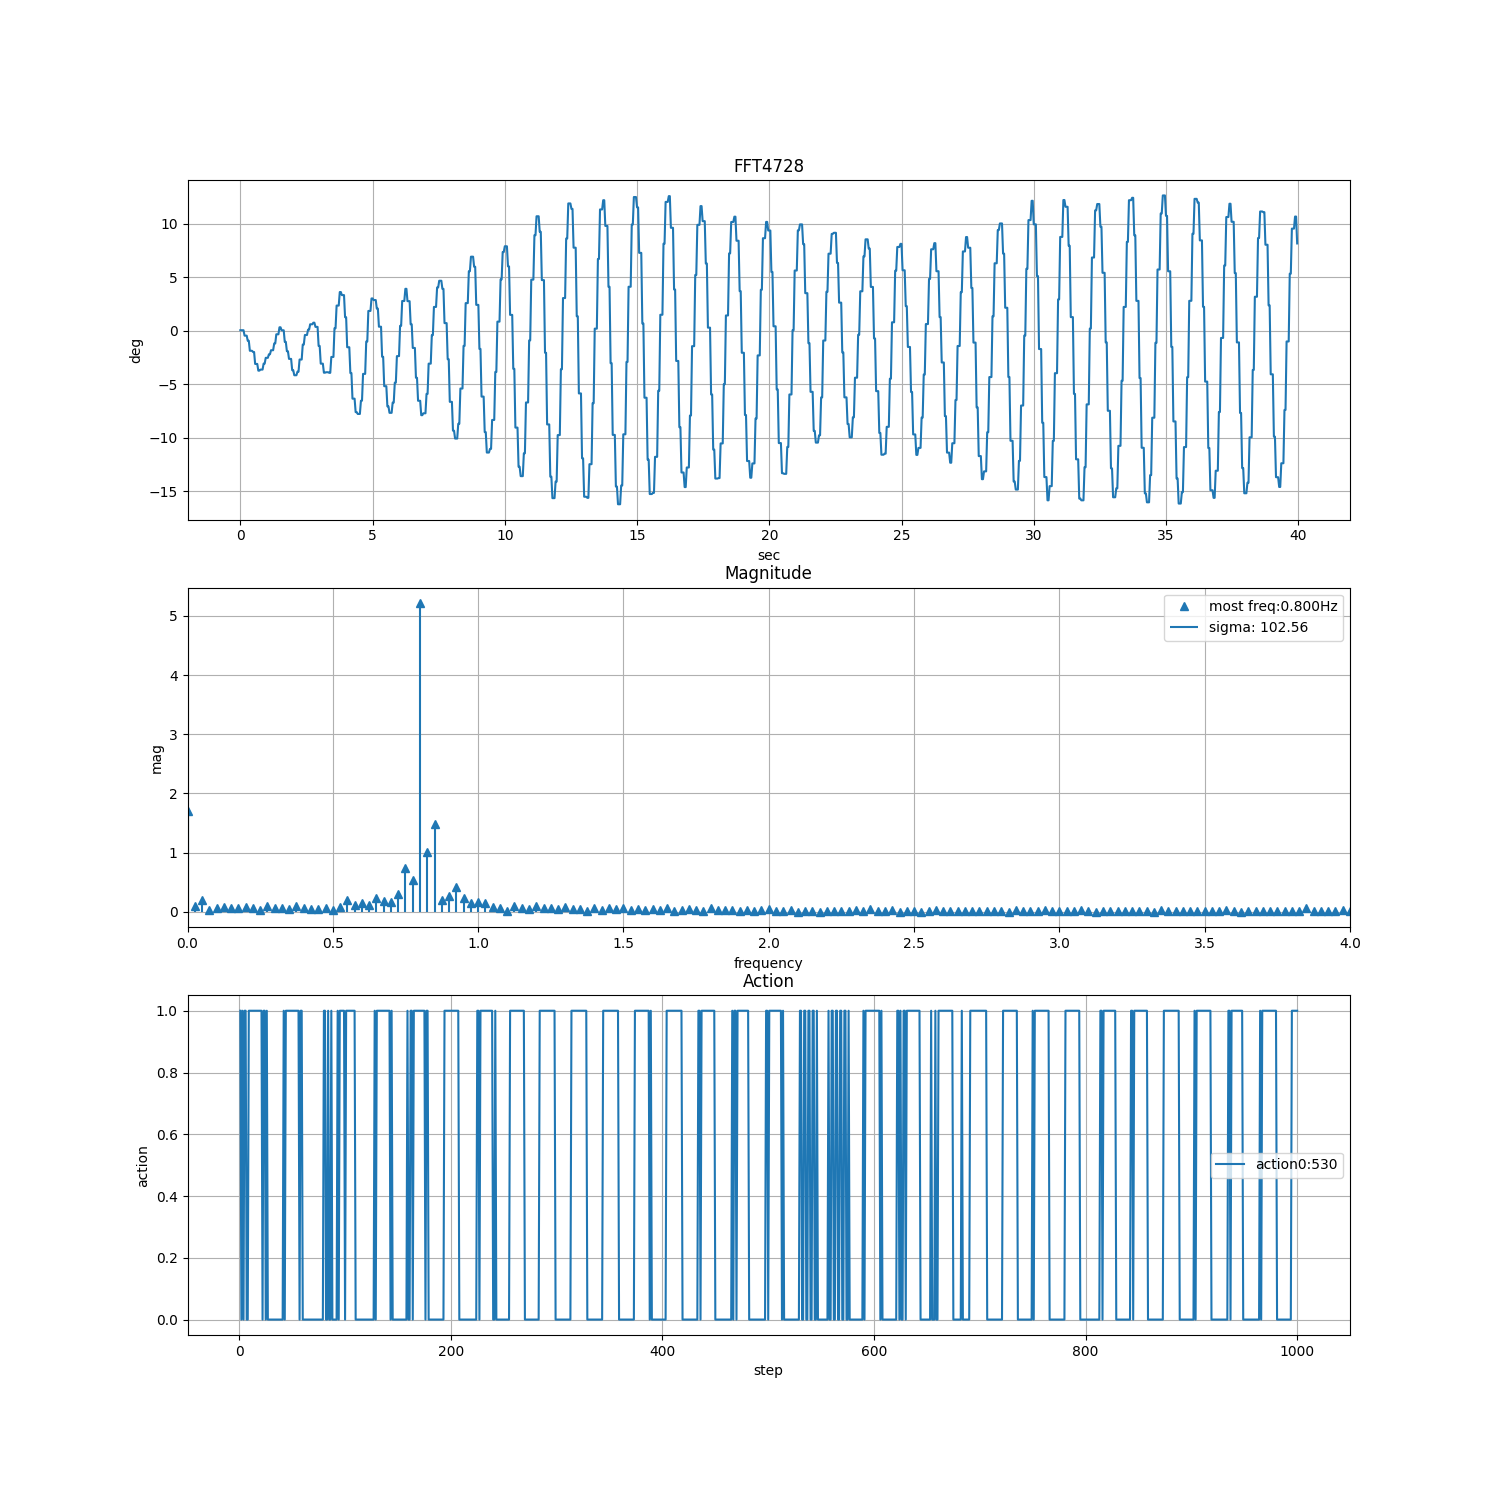 FFT4728
10
5
0
−5
−10
−15
deg
0 5 10 15 20 25 30 35 40
sec
Magnitude
most freq:0.800Hz
sigma: 102.56
5
4
3
2
1
0
mag
0.0 0.5 1.0 1.5 2.0 2.5 3.0 3.5 4.0
frequency
Action
1.0
0.8
0.6
0.4
0.2
0.0
action
action0:530
0 200 400 600 800 1000
step